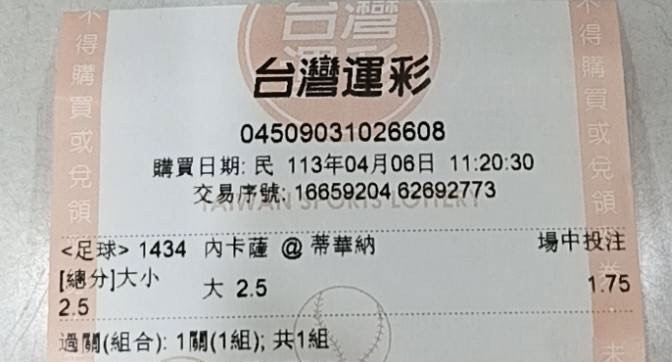 台灣運彩
台灣運彩
04509031026608
購買日期: 民 113年04月06日 11:20:30
交易序號: 16659204 62692773
TAIWAN SPORTS LOTTERY
<足球> 1434 內卡薩 @ 蒂華納 場中投注
[總分]大小 大 2.5 1.75
2.5
過關(組合): 1關(1組); 共1組
不得購買或兌領
不得購買或兌領